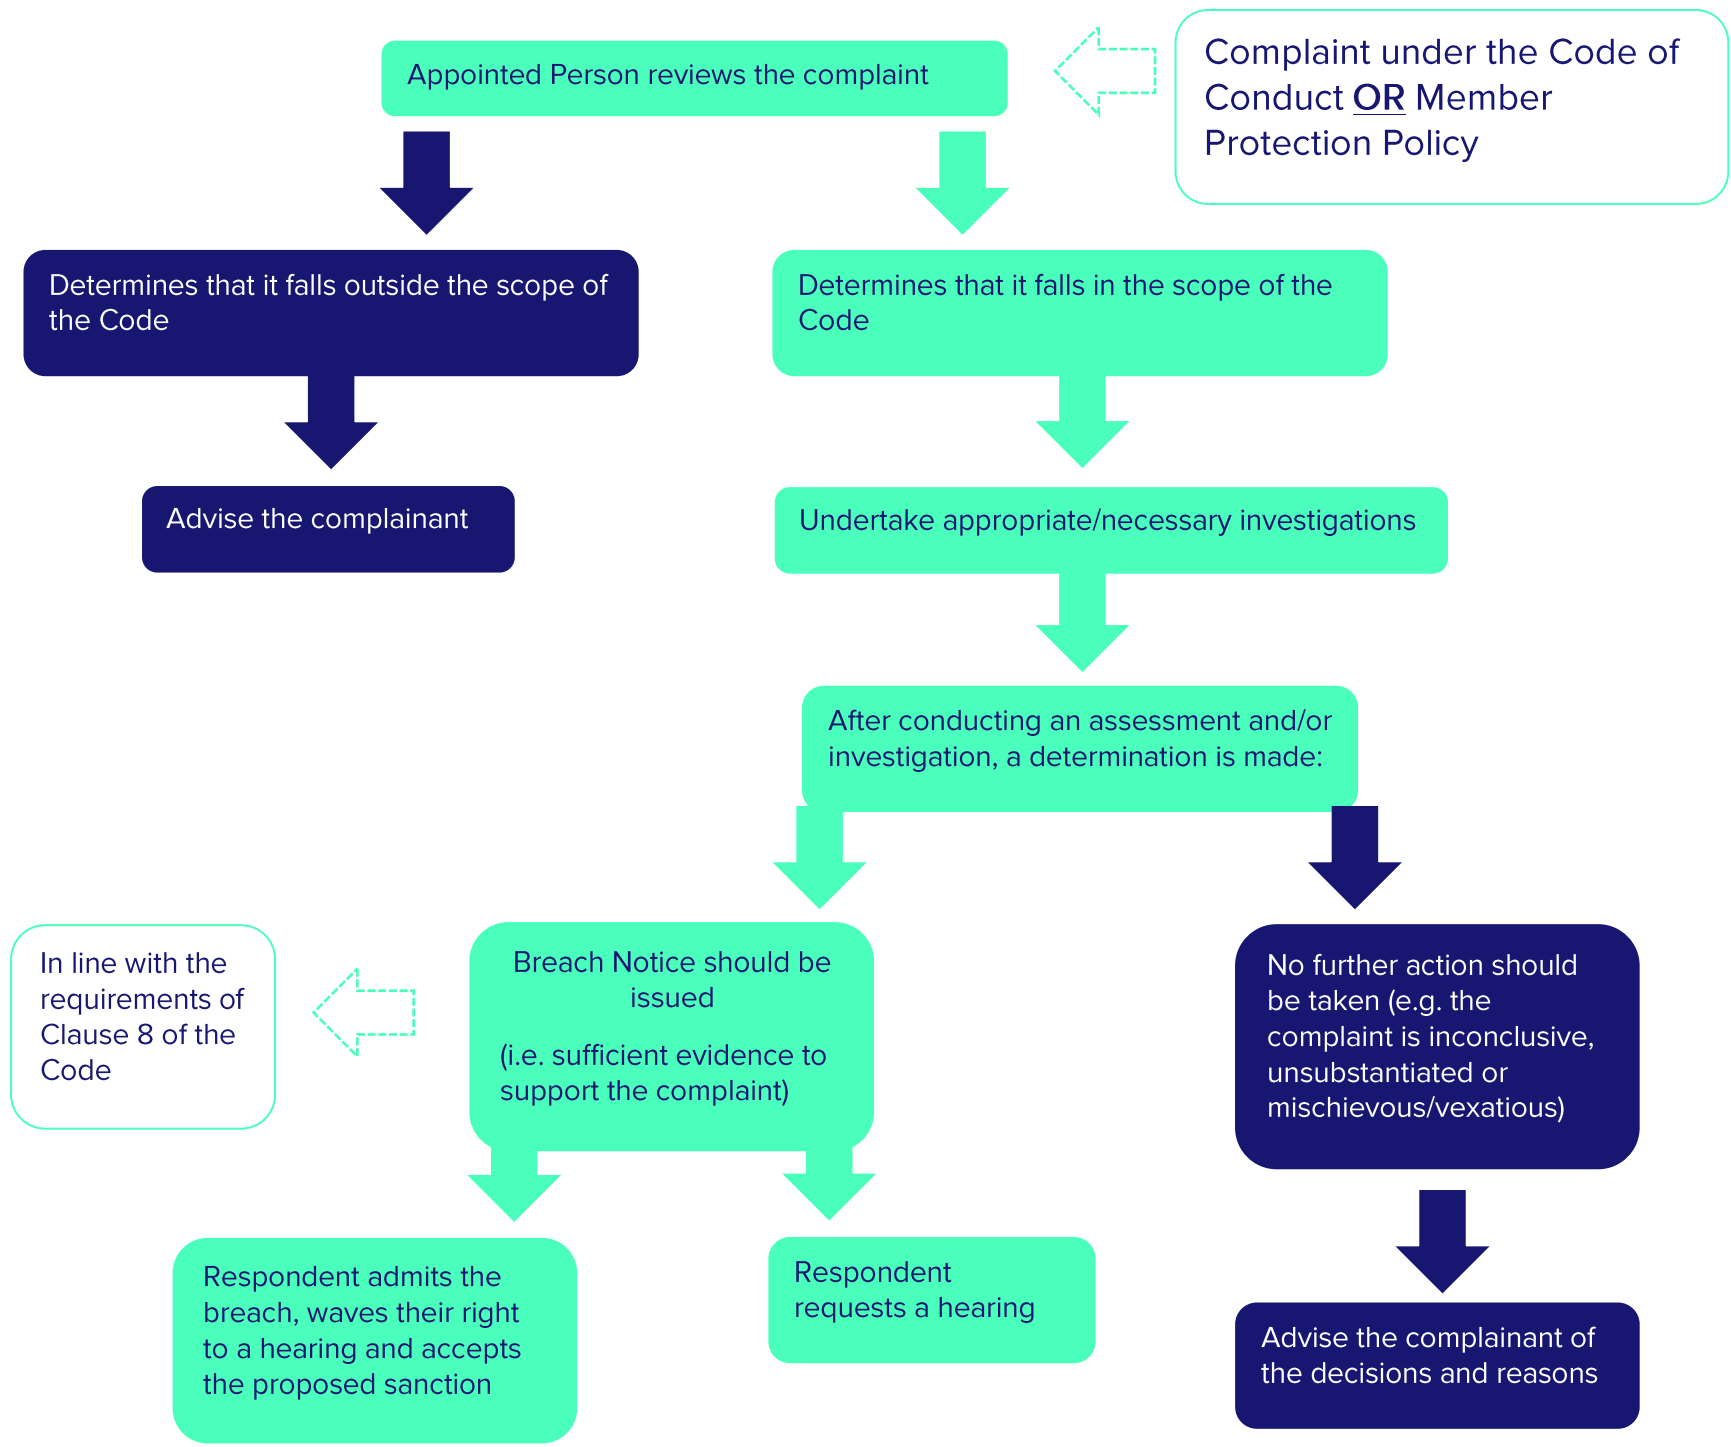 Complaint under the Code of
Conduct OR Member
Protection Policy
Appointed Person reviews the complaint
Determines that it falls outside the scope of
the Code
Determines that it falls in the scope of the
Code
Advise the complainant
Undertake appropriate/necessary investigations
After conducting an assessment and/or
investigation, a determination is made:
In line with the
requirements of
Clause 8 of the
Code
Breach Notice should be
issued
(i.e. sufficient evidence to
support the complaint)
No further action should
be taken (e.g. the
complaint is inconclusive,
unsubstantiated or
mischievous/vexatious)
Respondent admits the
breach, waves their right
to a hearing and accepts
the proposed sanction
Respondent
requests a hearing
Advise the complainant of
the decisions and reasons